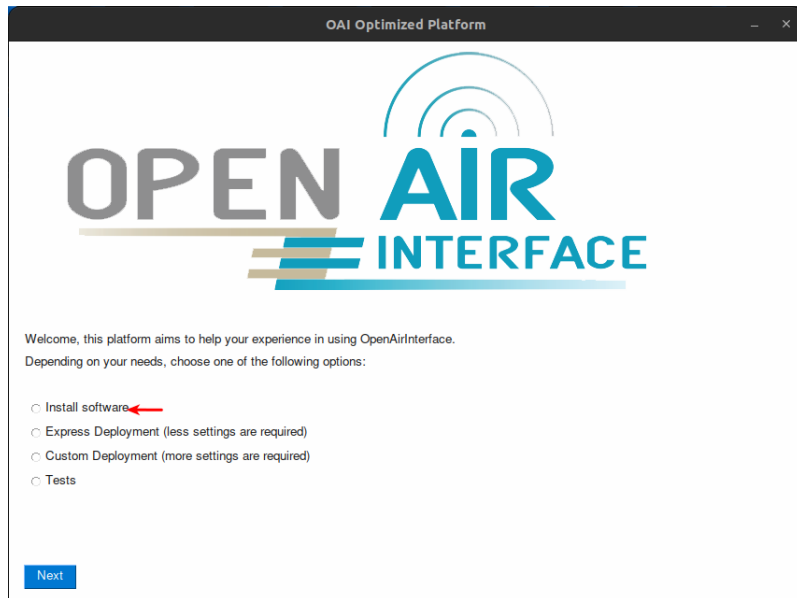 OAI Optimized Platform
OPEN AIR
INTERFACE
Welcome, this platform aims to help your experience in using OpenAirInterface.
Depending on your needs, choose one of the following options:
Install software
Express Deployment (less settings are required)
Custom Deployment (more settings are required)
Tests
Next